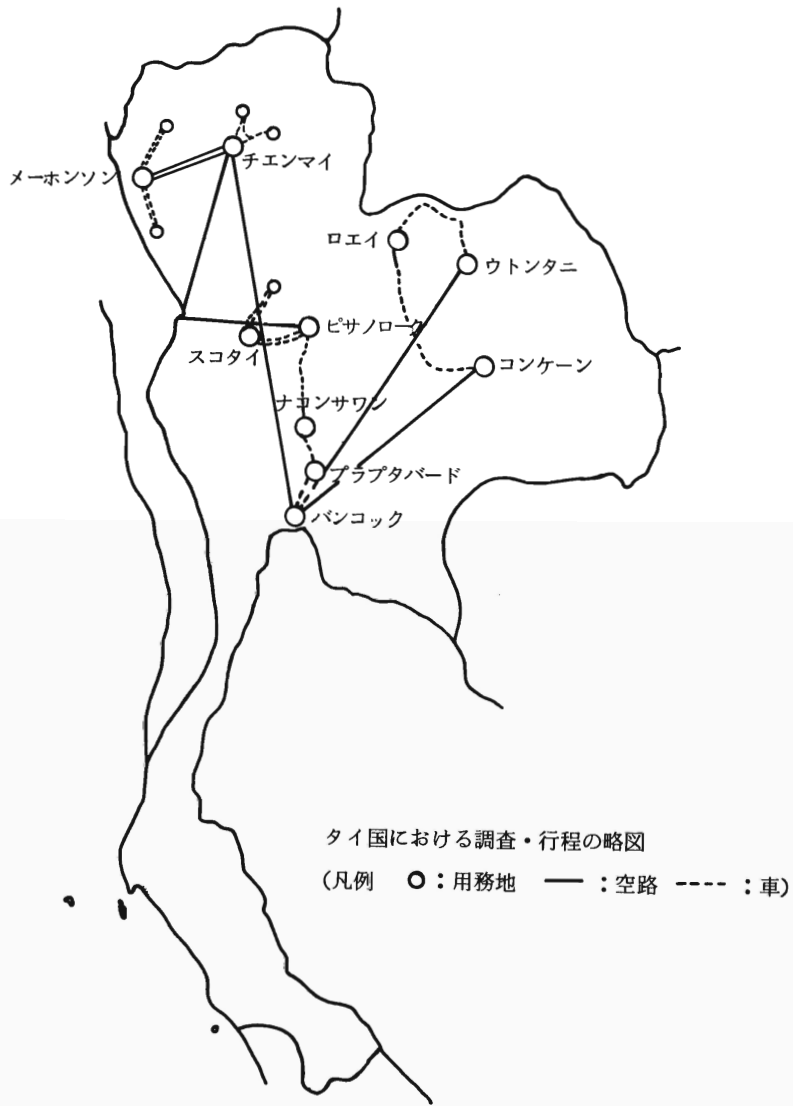 チエンマイ
メーホンソン
ロエイ
ウトンタニ
ピサノローク
スコタイ
コンケーン
ナコンサワン
プラプタバード
バンコック
タイ国における調査・行程の略図
(凡例 ○:用務地 ―:空路 ----:車)